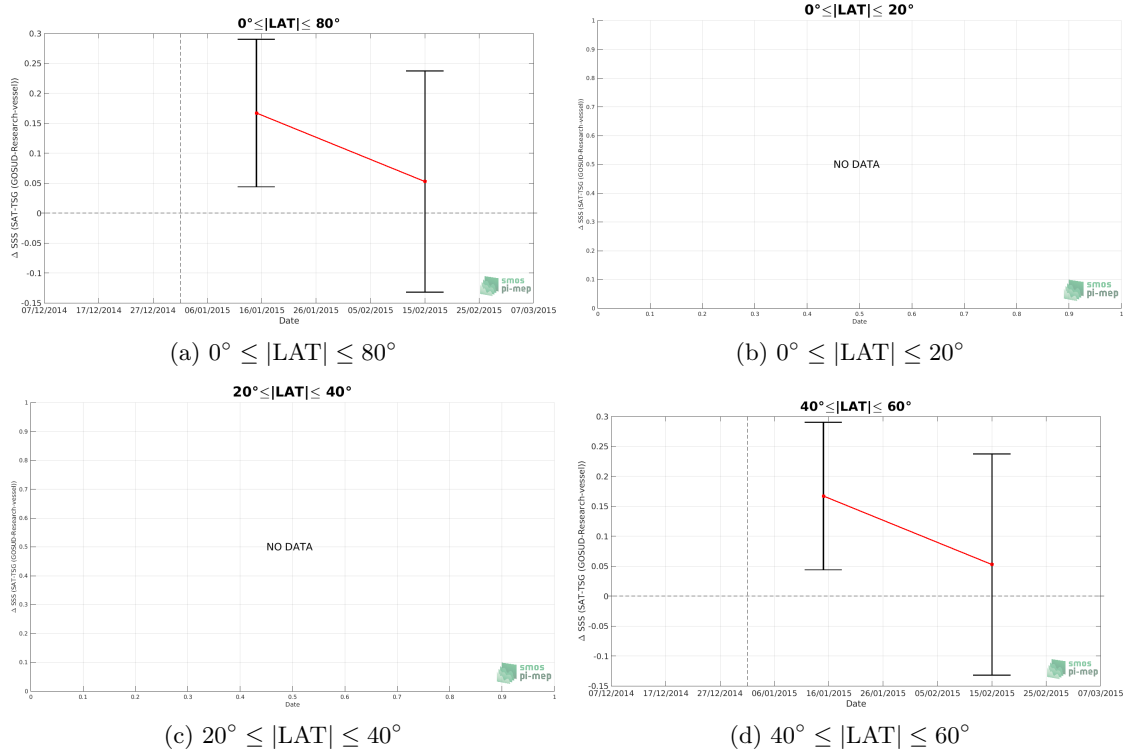 0°≤|LAT|≤ 80°
0.3
0.25
0.2
0.15
0.1
0.05
0
-0.05
-0.1
-0.15
Δ SSS (SAT-TSG (GOSUD-Research-vessel))
07/12/2014 17/12/2014 27/12/2014 06/01/2015 16/01/2015 26/01/2015 05/02/2015 15/02/2015 25/02/2015 07/03/2015
Date
smos
pi-mep
(a) 0° ≤ |LAT| ≤ 80°
0°≤|LAT|≤ 20°
1
0.9
0.8
0.7
0.6
0.5
0.4
0.3
0.2
0.1
0
Δ SSS (SAT-TSG (GOSUD-Research-vessel))
NO DATA
0 0.1 0.2 0.3 0.4 0.5 0.6 0.7 0.8 0.9 1
Date
smos
pi-mep
(b) 0° ≤ |LAT| ≤ 20°
20°≤|LAT|≤ 40°
1
0.9
0.8
0.7
0.6
0.5
0.4
0.3
0.2
0.1
0
Δ SSS (SAT-TSG (GOSUD-Research-vessel))
NO DATA
0 0.1 0.2 0.3 0.4 0.5 0.6 0.7 0.8 0.9 1
Date
smos
pi-mep
(c) 20° ≤ |LAT| ≤ 40°
40°≤|LAT|≤ 60°
0.3
0.25
0.2
0.15
0.1
0.05
0
-0.05
-0.1
-0.15
Δ SSS (SAT-TSG (GOSUD-Research-vessel))
07/12/2014 17/12/2014 27/12/2014 06/01/2015 16/01/2015 26/01/2015 05/02/2015 15/02/2015 25/02/2015 07/03/2015
Date
smos
pi-mep
(d) 40° ≤ |LAT| ≤ 60°